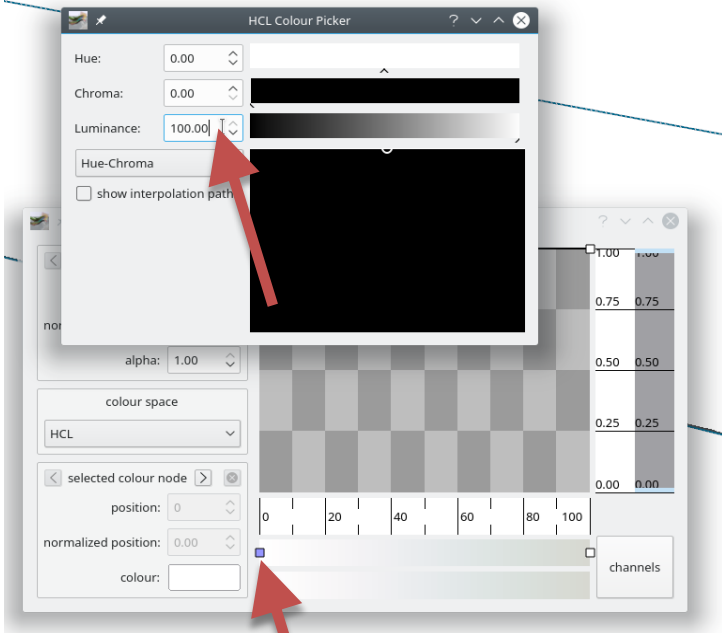 HCL Colour Picker
Hue: 0.00
Chroma: 0.00
Luminance: 100.00
Hue-Chroma
show interpolation path
nor
alpha: 1.00
colour space
HCL
selected colour node
position: 0
normalized position: 0.00
colour:
1.00 1.00
0.75 0.75
0.50 0.50
0.25 0.25
0.00 0.00
0 20 40 60 80 100
channels